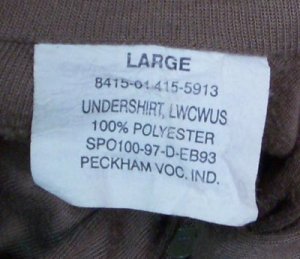 LARGE
8415-01-415-5913
UNDERSHIRT, LWCWUS
100% POLYESTER
SPO100-97-D-EB93
PECKHAM VOC. IND.